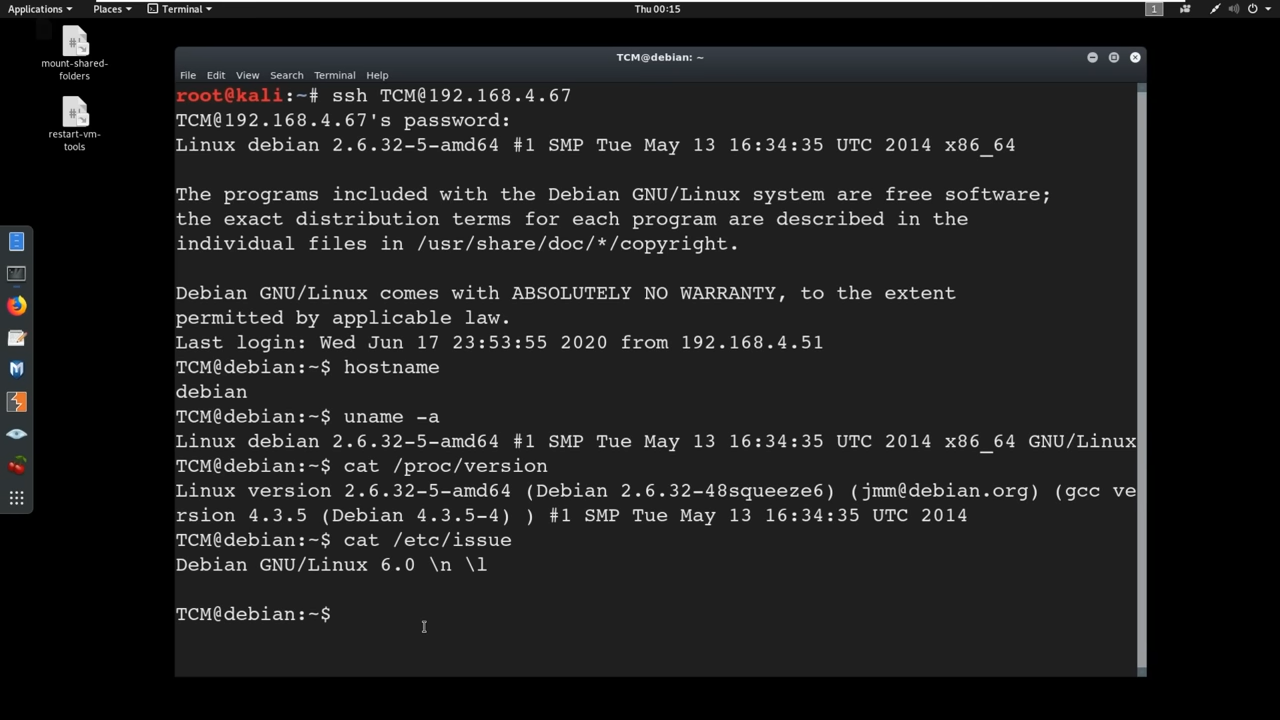 Applications Places Terminal Thu 00:15 1
mount-shared-
folders
restart-vm-
tools
TCM@debian: ~
File Edit View Search Terminal Help
root@kali:~# ssh TCM@192.168.4.67
TCM@192.168.4.67's password:
Linux debian 2.6.32-5-amd64 #1 SMP Tue May 13 16:34:35 UTC 2014 x86_64
The programs included with the Debian GNU/Linux system are free software;
the exact distribution terms for each program are described in the
individual files in /usr/share/doc/*/copyright.
Debian GNU/Linux comes with ABSOLUTELY NO WARRANTY, to the extent
permitted by applicable law.
Last login: Wed Jun 17 23:53:55 2020 from 192.168.4.51
TCM@debian:~$ hostname
debian
TCM@debian:~$ uname -a
Linux debian 2.6.32-5-amd64 #1 SMP Tue May 13 16:34:35 UTC 2014 x86_64 GNU/Linux
TCM@debian:~$ cat /proc/version
Linux version 2.6.32-5-amd64 (Debian 2.6.32-48squeeze6) (jmm@debian.org) (gcc ve
rsion 4.3.5 (Debian 4.3.5-4) ) #1 SMP Tue May 13 16:34:35 UTC 2014
TCM@debian:~$ cat /etc/issue
Debian GNU/Linux 6.0 \n \l
TCM@debian:~$